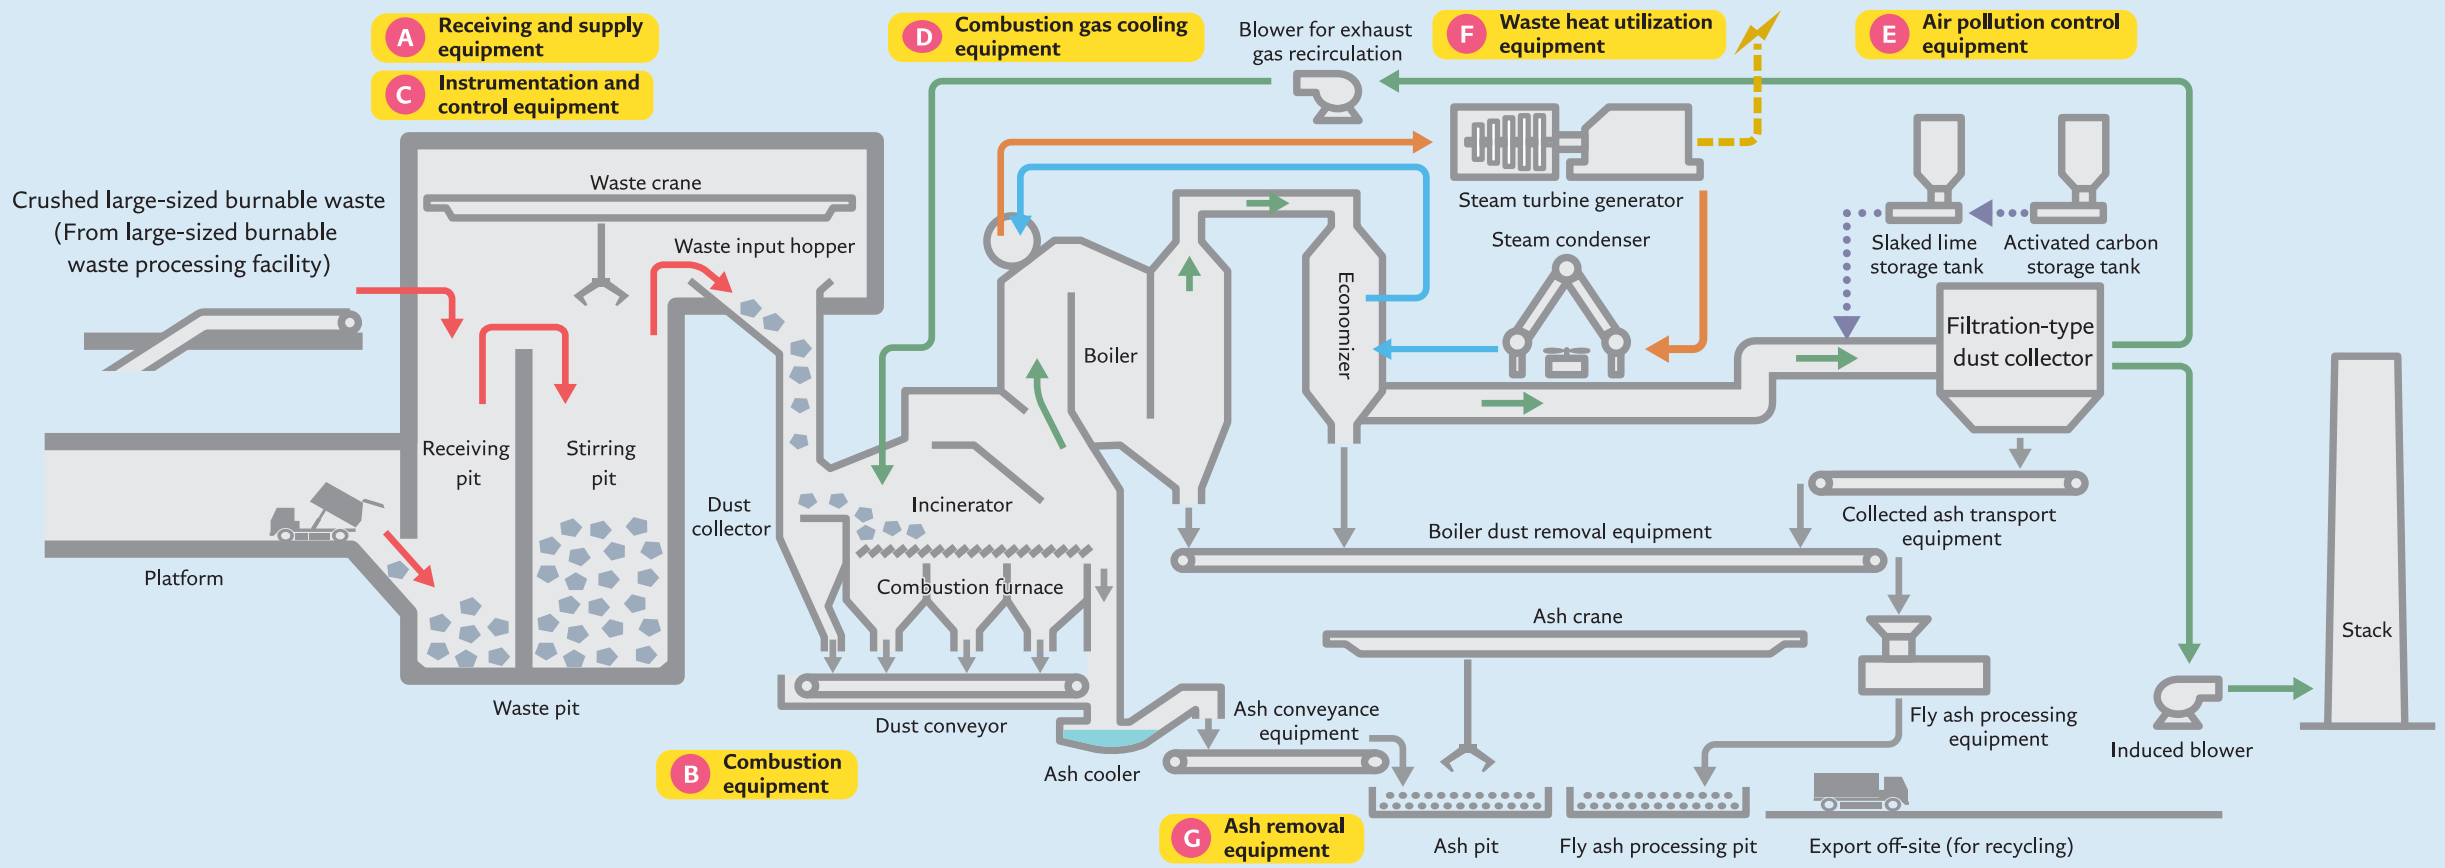 A
Receiving and supply
equipment
C
Instrumentation and
control equipment
D
Combustion gas cooling
equipment
Blower for exhaust
gas recirculation
F
Waste heat utilization
equipment
E
Air pollution control
equipment
Crushed large-sized burnable waste
(From large-sized burnable
waste processing facility)
Waste crane
Waste input hopper
Steam turbine generator
Steam condenser
Slaked lime
storage tank
Activated carbon
storage tank
Economizer
Boiler
Filtration-type
dust collector
Receiving
pit
Stirring
pit
Dust
collector
Incinerator
Boiler dust removal equipment
Collected ash transport
equipment
Platform
Combustion furnace
Ash crane
Stack
Waste pit
Dust conveyor
Ash conveyance
equipment
Fly ash processing
equipment
Induced blower
B
Combustion
equipment
Ash cooler
G
Ash removal
equipment
Ash pit
Fly ash processing pit
Export off-site (for recycling)